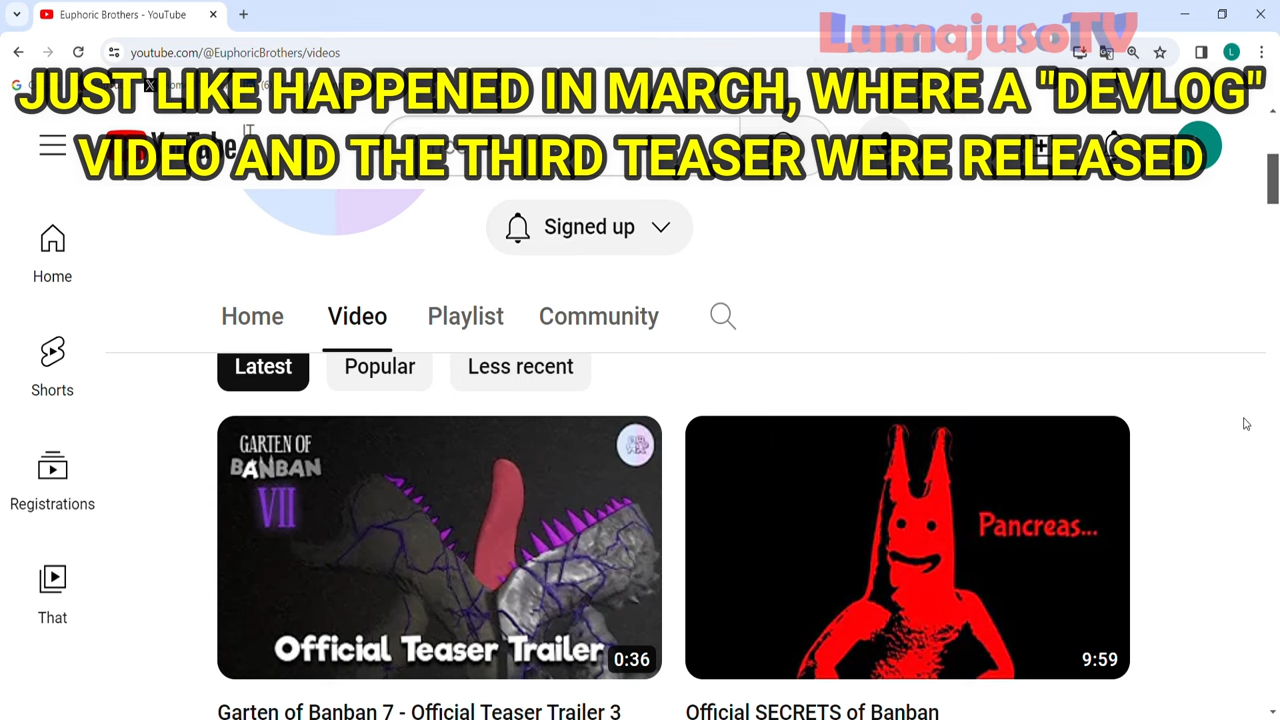 Euphoric Brothers - YouTube
LumajusoTV
youtube.com/@EuphoricBrothers/videos
L
JUST LIKE HAPPENED IN MARCH, WHERE A "DEVLOG"
VIDEO AND THE THIRD TEASER WERE RELEASED
YouTube
IT
Signed up
Home
Home
Video
Playlist
Community
Shorts
Latest
Popular
Less recent
Registrations
That
GARTEN OF
BANBAN
VII
Official Teaser Trailer
0:36
Pancreas...
9:59
Garten of Banban 7 - Official Teaser Trailer 3
Official SECRETS of Banban